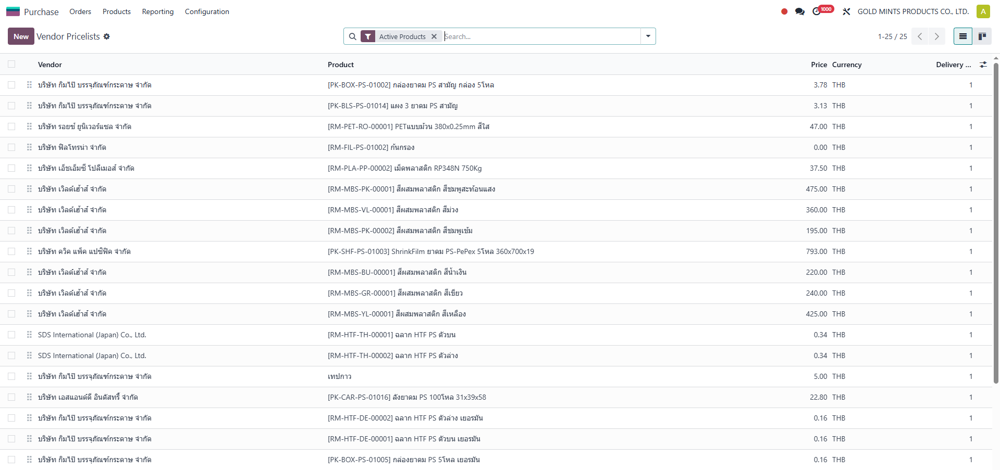 Purchase Orders Products Reporting Configuration 1000 GOLD MINTS PRODUCTS CO., LTD. A
New Vendor Pricelists Active Products Search... 1-25 / 25
Vendor Product Price Currency Delivery ...
บริษัท กิมไป๊ บรรจุภัณฑ์กระดาษ จำกัด [PK-BOX-PS-01002] กล่องยาดม PS สามัญ กล่อง 5โหล 3.78 THB 1
บริษัท กิมไป๊ บรรจุภัณฑ์กระดาษ จำกัด [PK-BLS-PS-01014] แผง 3 ยาดม PS สามัญ 3.13 THB 1
บริษัท รอยซ์ ยูนิเวอร์แซล จำกัด [RM-PET-RO-00001] PETแบบม้วน 380x0.25mm สีใส 47.00 THB 1
บริษัท ฟิลโทรน่า จำกัด [RM-FIL-PS-01002] ก้นกรอง 0.00 THB 1
บริษัท เอ็ชเอ็มซี โปลีเมอส์ จำกัด [RM-PLA-PP-00002] เม็ดพลาสติก RP348N 750Kg 37.50 THB 1
บริษัท เวิลด์เฮ้าส์ จำกัด [RM-MBS-PK-00001] สีผสมพลาสติก สีชมพูสะท้อนแสง 475.00 THB 1
บริษัท เวิลด์เฮ้าส์ จำกัด [RM-MBS-VL-00001] สีผสมพลาสติก สีม่วง 360.00 THB 1
บริษัท เวิลด์เฮ้าส์ จำกัด [RM-MBS-PK-00002] สีผสมพลาสติก สีชมพูเข้ม 195.00 THB 1
บริษัท ควิค แพ็ค แปซิฟิค จำกัด [PK-SHF-PS-01003] ShrinkFilm ยาดม PS-PePex 5โหล 360x700x19 793.00 THB 1
บริษัท เวิลด์เฮ้าส์ จำกัด [RM-MBS-BU-00001] สีผสมพลาสติก สีน้ำเงิน 220.00 THB 1
บริษัท เวิลด์เฮ้าส์ จำกัด [RM-MBS-GR-00001] สีผสมพลาสติก สีเขียว 240.00 THB 1
บริษัท เวิลด์เฮ้าส์ จำกัด [RM-MBS-YL-00001] สีผสมพลาสติก สีเหลือง 425.00 THB 1
SDS International (Japan) Co., Ltd. [RM-HTF-TH-00001] ฉลาก HTF PS ตัวบน 0.34 THB 1
SDS International (Japan) Co., Ltd. [RM-HTF-TH-00002] ฉลาก HTF PS ตัวล่าง 0.34 THB 1
บริษัท กิมไป๊ บรรจุภัณฑ์กระดาษ จำกัด เทปกาว 5.00 THB 1
บริษัท เอสแอนด์ดี อินดัสทรี้ จำกัด [PK-CAR-PS-01016] ลังยาดม PS 100โหล 31x39x58 22.80 THB 1
บริษัท กิมไป๊ บรรจุภัณฑ์กระดาษ จำกัด [RM-HTF-DE-00002] ฉลาก HTF PS ตัวล่าง เยอรมัน 0.16 THB 1
บริษัท กิมไป๊ บรรจุภัณฑ์กระดาษ จำกัด [RM-HTF-DE-00001] ฉลาก HTF PS ตัวบน เยอรมัน 0.16 THB 1
บริษัท กิมไป๊ บรรจุภัณฑ์กระดาษ จำกัด [PK-BOX-PS-01005] กล่องยาดม PS 5โหล เยอรมัน 0.16 THB 1